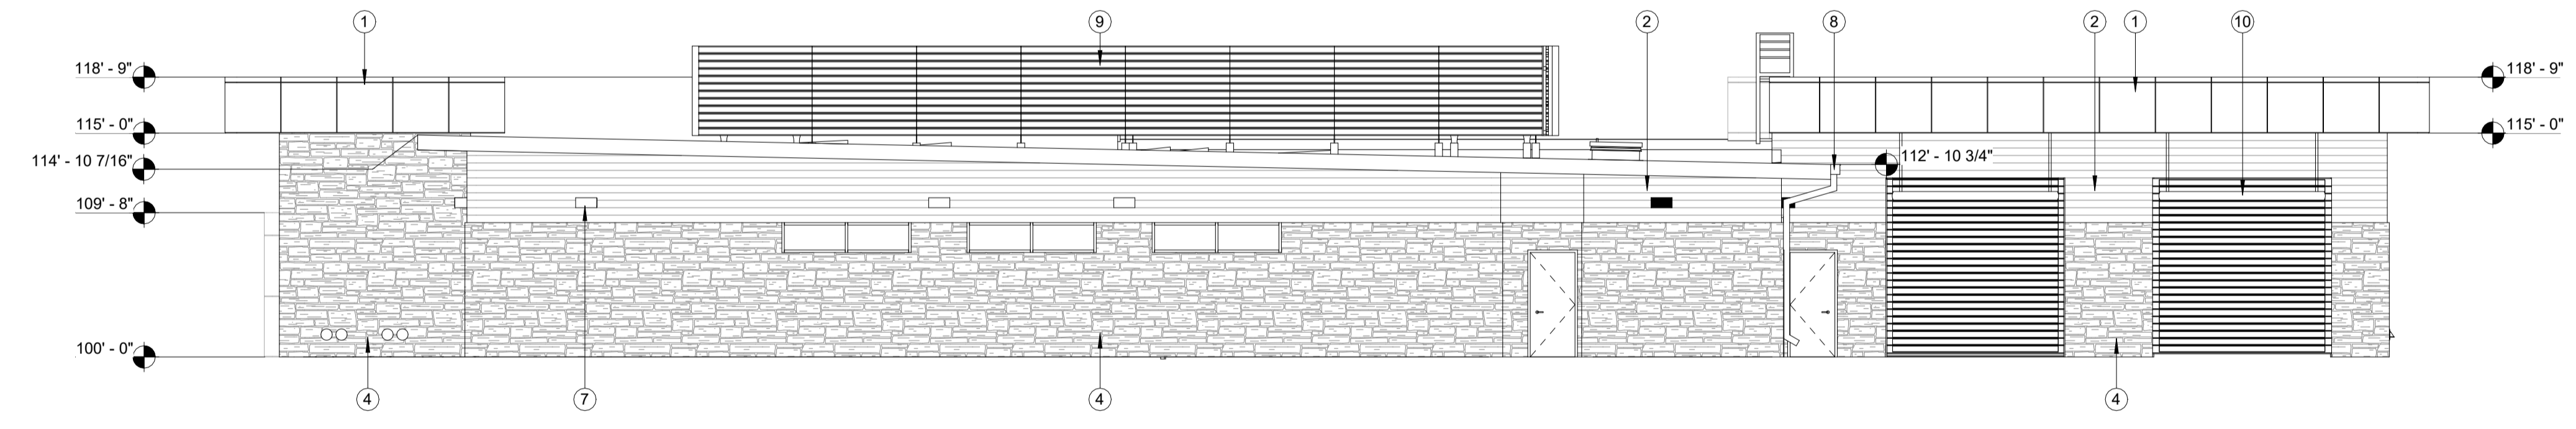 1 9 2 8 2 1 10
118' - 9" 118' - 9"
115' - 0" 115' - 0"
114' - 10 7/16" 112' - 10 3/4"
109' - 8"
100' - 0"
4 7 4 4